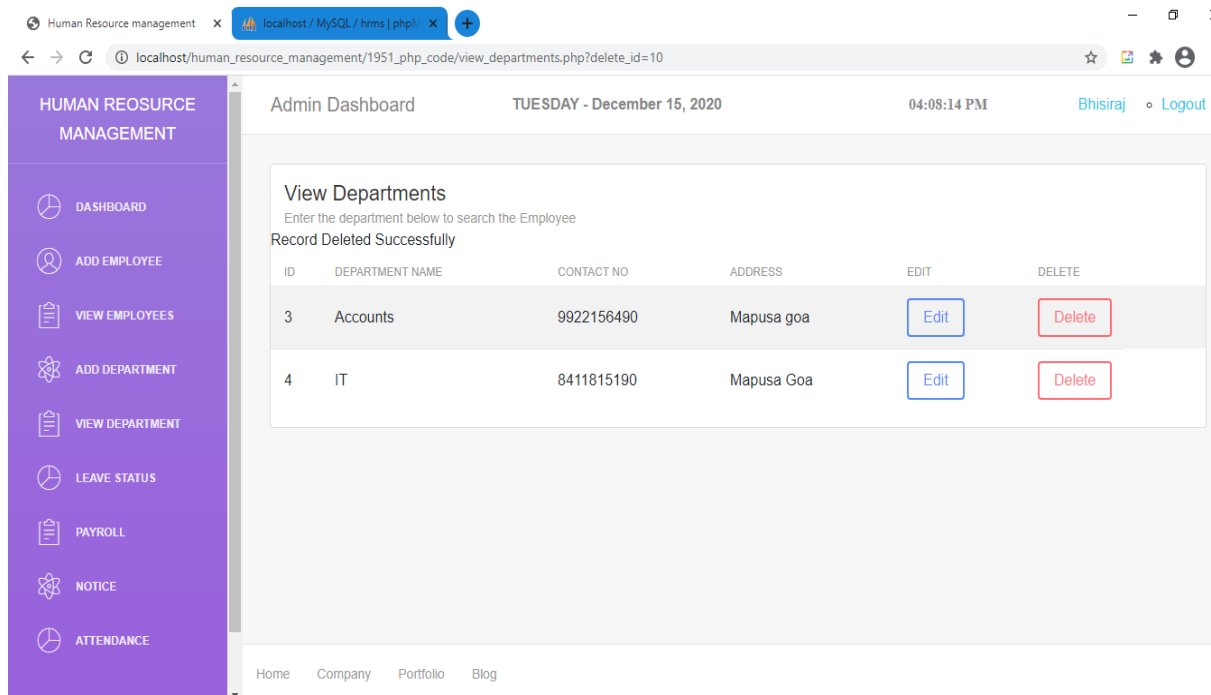 Human Resource management
localhost / MySQL / hrms | phpM
localhost/human_resource_management/1951_php_code/view_departments.php?delete_id=10
HUMAN REOSURCE
MANAGEMENT
DASHBOARD
ADD EMPLOYEE
VIEW EMPLOYEES
ADD DEPARTMENT
VIEW DEPARTMENT
LEAVE STATUS
PAYROLL
NOTICE
ATTENDANCE
Admin Dashboard TUESDAY - December 15, 2020 04:08:14 PM Bhisiraj Logout
View Departments
Enter the department below to search the Employee
Record Deleted Successfully
ID DEPARTMENT NAME CONTACT NO ADDRESS EDIT DELETE
3 Accounts 9922156490 Mapusa goa Edit Delete
4 IT 8411815190 Mapusa Goa Edit Delete
Home Company Portfolio Blog